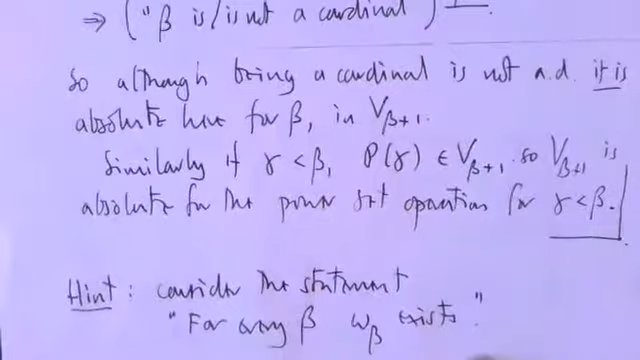 ⇒ ("β is/is not a cardinal)
So although being a cardinal is not a.d. it is
absolute here for β, in V_{β+1}.
Similarly if γ < β, P(γ) ∈ V_{β+1} so V_{β+1} is
absolute for the power set operation for γ < β.
Hint: consider the statement
"For every β ω_β exists."